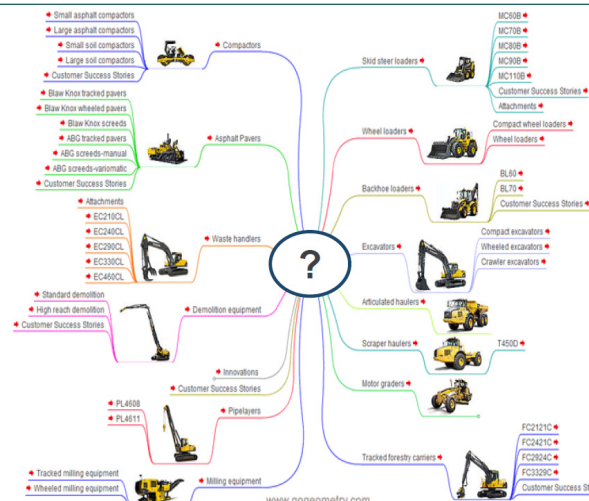 Small asphalt compactors
Large asphalt compactors
Small soil compactors
Large soil compactors
Customer Success Stories
Compactors
Blaw Knox tracked pavers
Blaw Knox wheeled pavers
Blaw Knox screeds
ABG tracked pavers
ABG screeds-manual
ABG screeds-variomatic
Customer Success Stories
Asphalt Pavers
Attachments
EC210CL
EC240CL
EC290CL
EC330CL
EC460CL
Waste handlers
Standard demolition
High reach demolition
Customer Success Stories
Demolition equipment
Innovations
Customer Success Stories
PL4608
PL4611
Pipelayers
Tracked milling equipment
Wheeled milling equipment
Milling equipment
?
Skid steer loaders
MC60B
MC70B
MC80B
MC90B
MC110B
Customer Success Stories
Attachments
Wheel loaders
Compact wheel loaders
Wheel loaders
Backhoe loaders
BL60
BL70
Customer Success Stories
Excavators
Compact excavators
Wheeled excavators
Crawler excavators
Articulated haulers
Scraper haulers
T450D
Motor graders
Tracked forestry carriers
FC2121C
FC2421C
FC2924C
FC3329C
Customer Success St
www.gogeometry.com